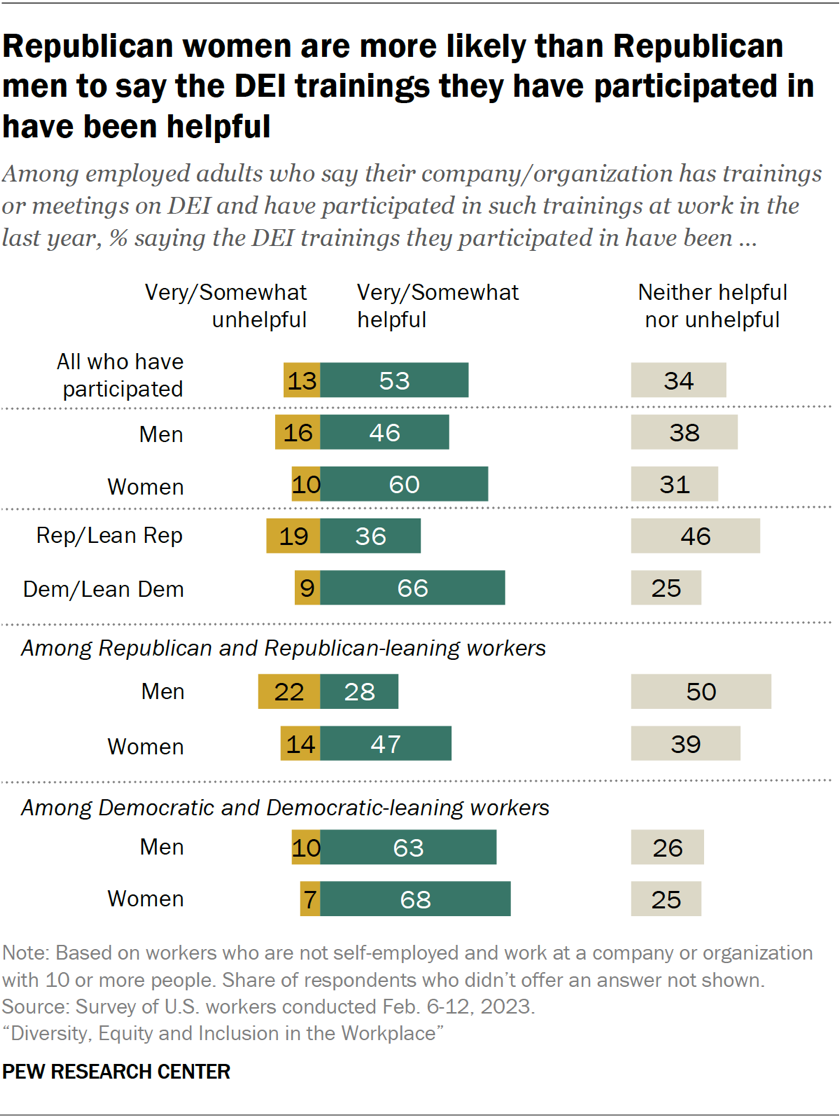 Republican women are more likely than Republican
men to say the DEI trainings they have participated in
have been helpful
Among employed adults who say their company/organization has trainings
or meetings on DEI and have participated in such trainings at work in the
last year, % saying the DEI trainings they participated in have been ...
Very/Somewhat unhelpful
Very/Somewhat helpful
Neither helpful nor unhelpful
All who have participated 13 53 34
Men 16 46 38
Women 10 60 31
Rep/Lean Rep 19 36 46
Dem/Lean Dem 9 66 25
Among Republican and Republican-leaning workers
Men 22 28 50
Women 14 47 39
Among Democratic and Democratic-leaning workers
Men 10 63 26
Women 7 68 25
Note: Based on workers who are not self-employed and work at a company or organization
with 10 or more people. Share of respondents who didn’t offer an answer not shown.
Source: Survey of U.S. workers conducted Feb. 6-12, 2023.
“Diversity, Equity and Inclusion in the Workplace”
PEW RESEARCH CENTER